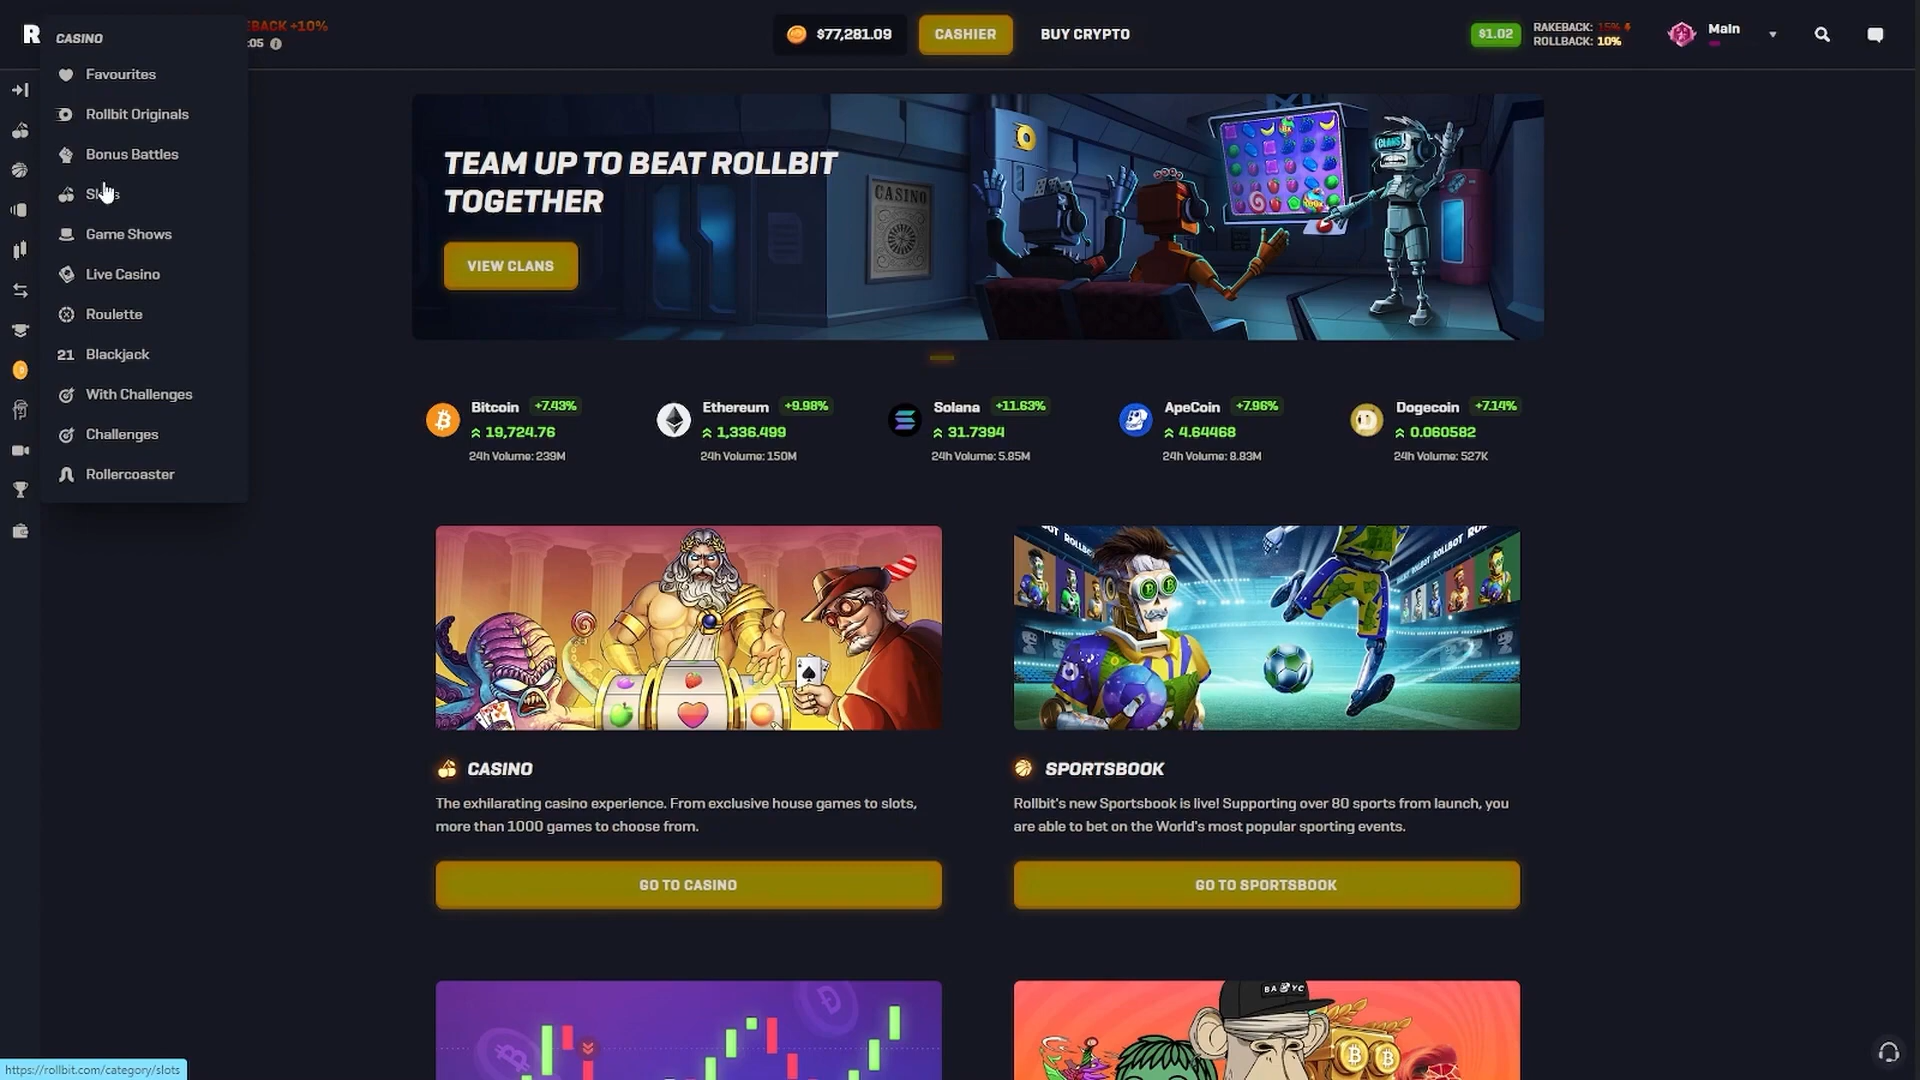 R
CASINO
EBACK +10%
:05
$77,281.09
CASHIER
BUY CRYPTO
$1.02
RAKEBACK: 15%
ROLLBACK: 10%
Main
Favourites
Rollbit Originals
Bonus Battles
Game Shows
Live Casino
Roulette
21 Blackjack
With Challenges
Challenges
Rollercoaster
TEAM UP TO BEAT ROLLBIT
TOGETHER
VIEW CLANS
CASINO
CLANS
Bitcoin +7.43%
19,724.76
24h Volume: 239M
Ethereum +9.98%
1,336.499
24h Volume: 150M
Solana +11.63%
31.7394
24h Volume: 5.85M
ApeCoin +7.96%
4.64468
24h Volume: 8.83M
Dogecoin +7.14%
0.060582
24h Volume: 527K
CASINO
The exhilarating casino experience. From exclusive house games to slots,
more than 1000 games to choose from.
GO TO CASINO
SPORTSBOOK
Rollbit's new Sportsbook is live! Supporting over 80 sports from launch, you
are able to bet on the World's most popular sporting events.
GO TO SPORTSBOOK
BA YC
https://rollbit.com/category/slots